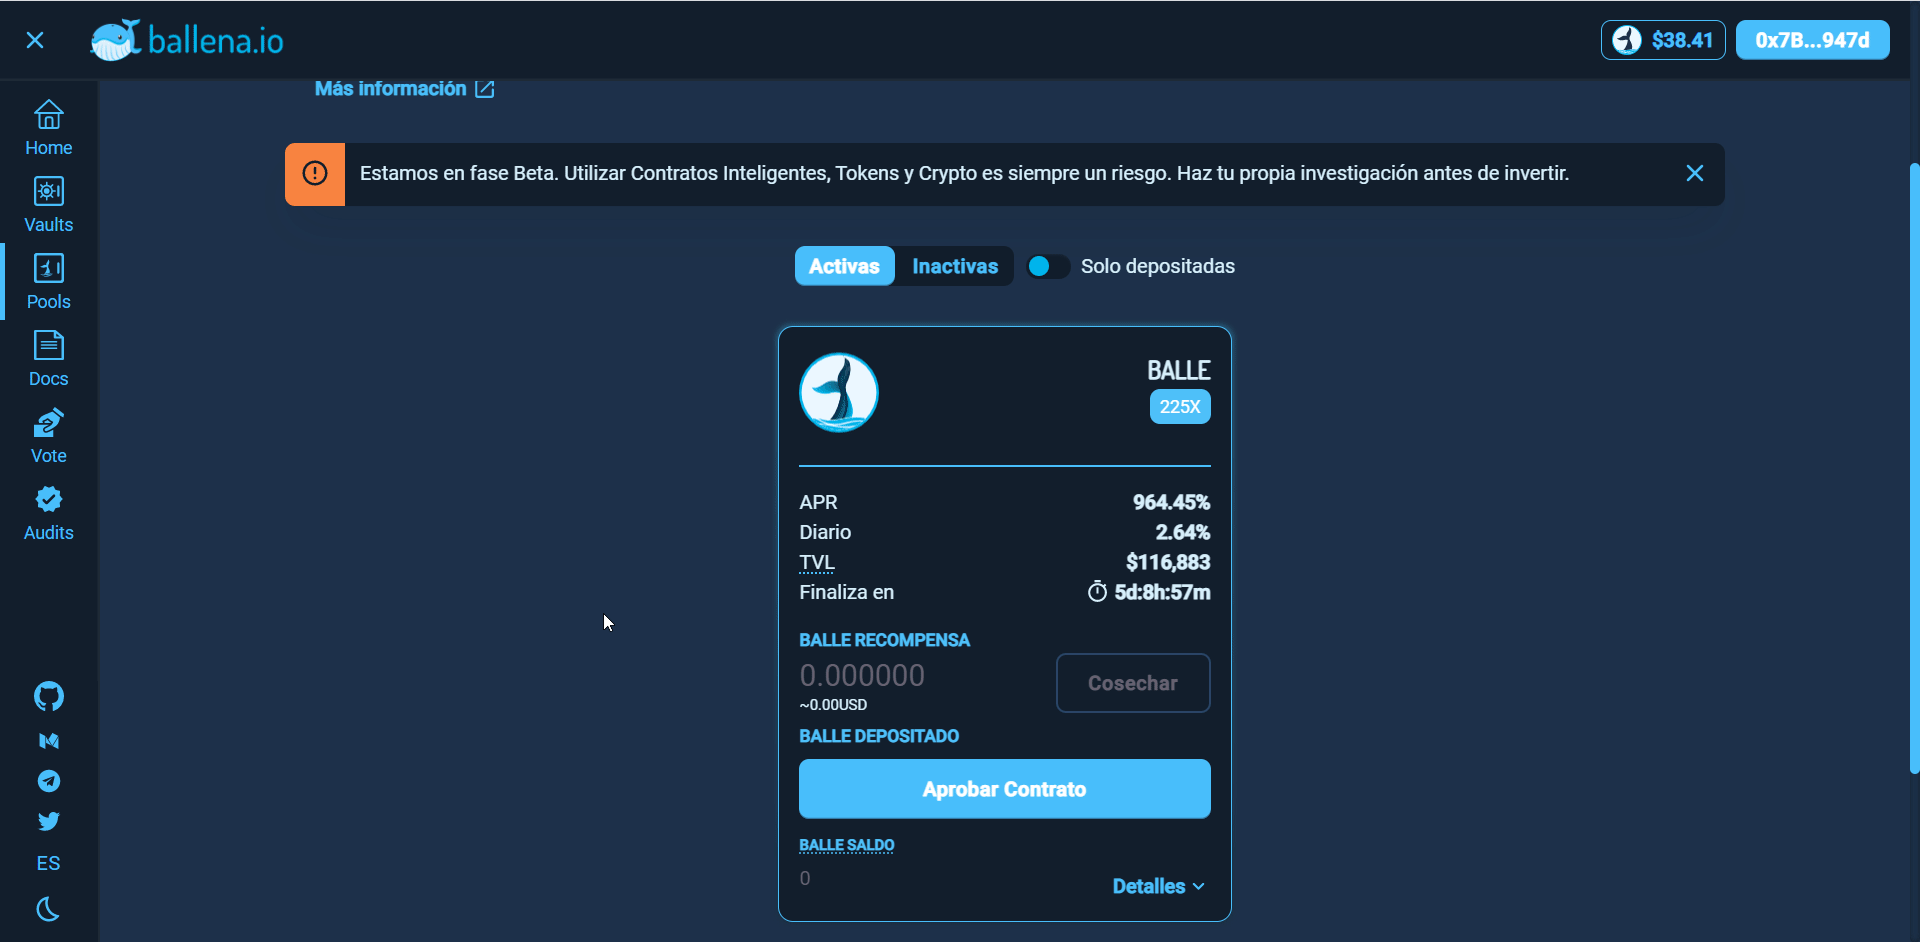 ballena.io
$38.41
0x7B...947d
Más información
Home
Vaults
Pools
Docs
Vote
Audits
ES
Estamos en fase Beta. Utilizar Contratos Inteligentes, Tokens y Crypto es siempre un riesgo. Haz tu propia investigación antes de invertir.
Activas
Inactivas
Solo depositadas
BALLE
225X
APR 964.45%
Diario 2.64%
TVL $116,883
Finaliza en 5d:8h:57m
BALLE RECOMPENSA
0.000000
~0.00USD
Cosechar
BALLE DEPOSITADO
Aprobar Contrato
BALLE SALDO
0
Detalles